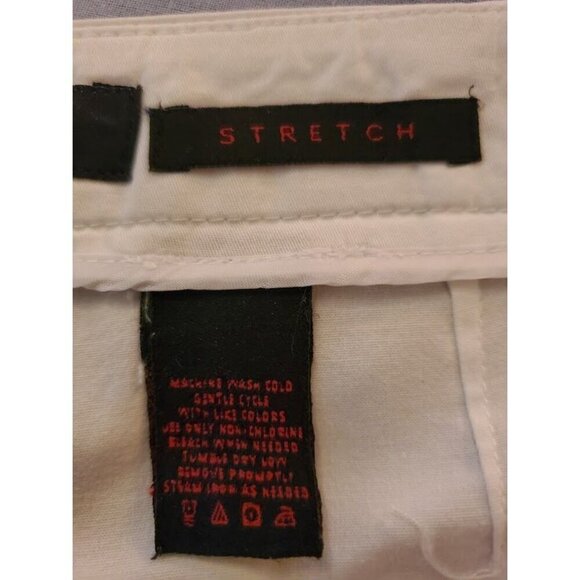 STRETCH
MACHINE WASH COLD
GENTLE CYCLE
WITH LIKE COLORS
USE ONLY NON-CHLORINE
BLEACH WHEN NEEDED
TUMBLE DRY LOW
REMOVE PROMPTLY
STEAM IRON AS NEEDED